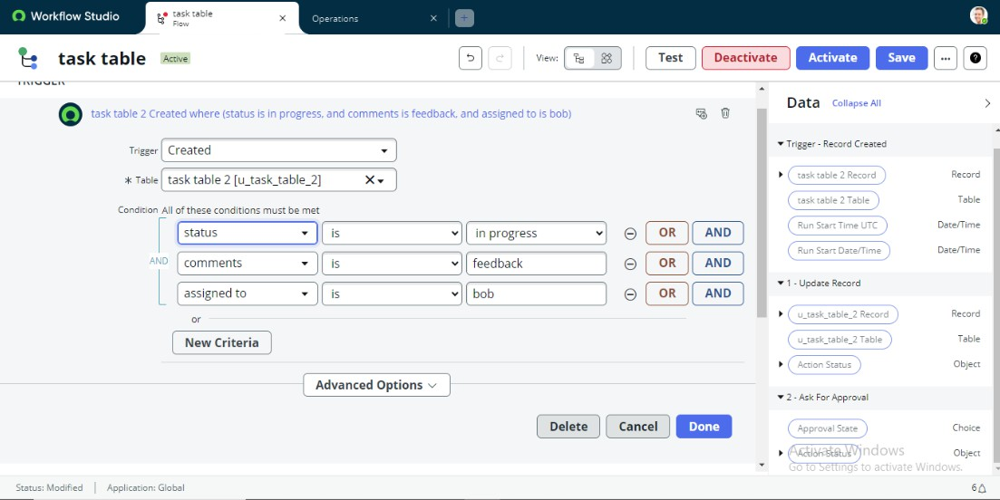 Workflow Studio
task table
Flow
Operations
task table Active
View:
Test Deactivate Activate Save
TRIGGER
task table 2 Created where (status is in progress, and comments is feedback, and assigned to is bob)
Trigger Created
* Table task table 2 [u_task_table_2]
Condition All of these conditions must be met
status is in progress OR AND
AND
comments is feedback OR AND
assigned to is bob OR AND
or
New Criteria
Advanced Options
Delete Cancel Done
Data Collapse All
Trigger - Record Created
task table 2 Record Record
task table 2 Table Table
Run Start Time UTC Date/Time
Run Start Date/Time Date/Time
1 - Update Record
u_task_table_2 Record Record
u_task_table_2 Table Table
Action Status Object
2 - Ask For Approval
Approval State Choice
Action Status Object
Activate Windows
Go to Settings to activate Windows.
Status: Modified Application: Global
6